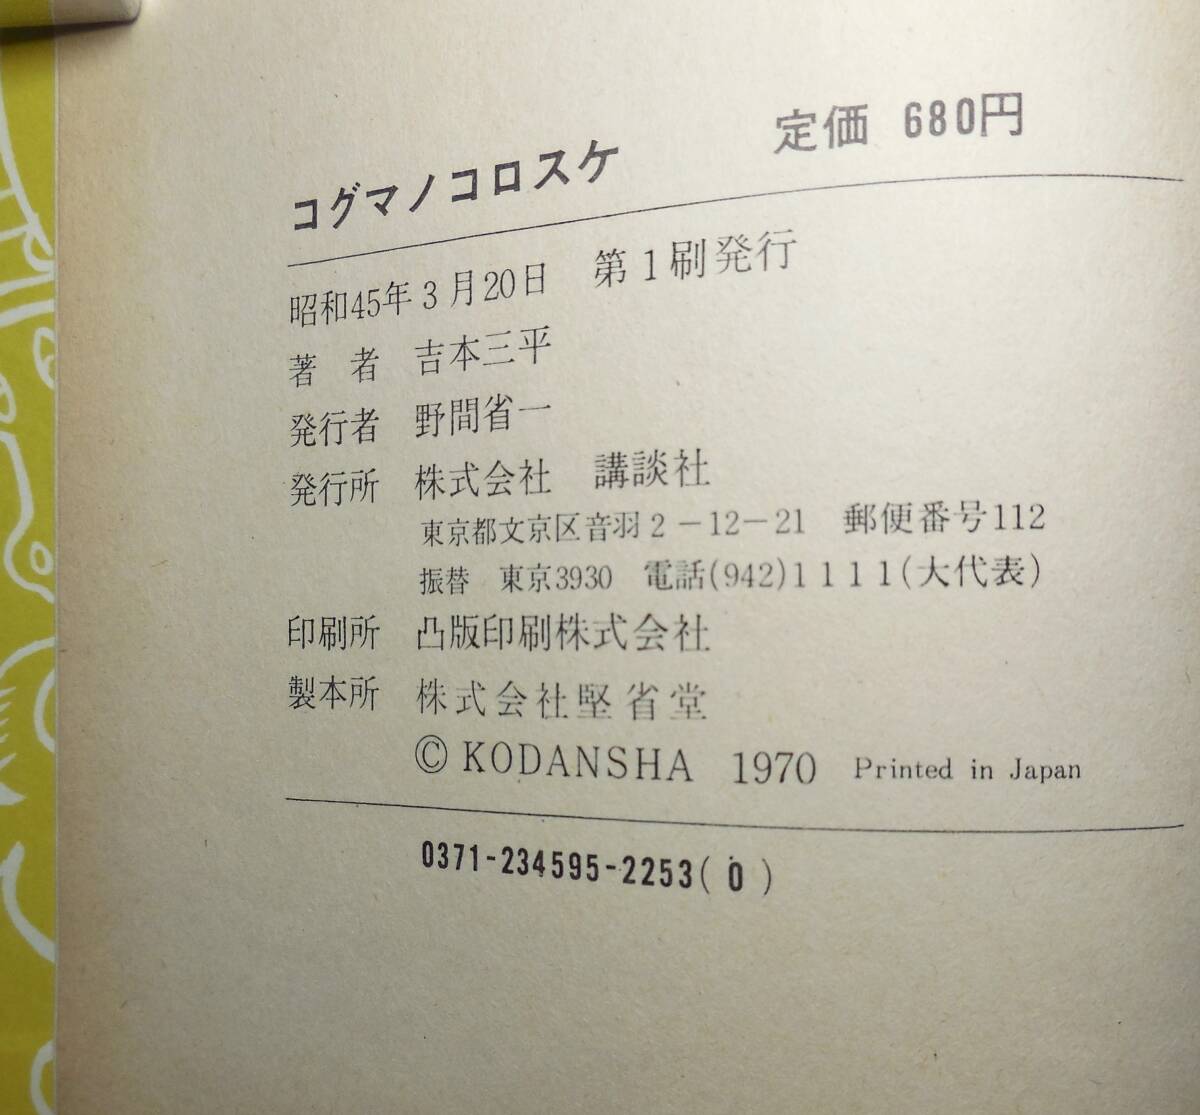 コグマノコロスケ 定価 680円
昭和45年3月20日 第1刷発行
著 者 吉本三平
発行者 野間省一
発行所 株式会社 講談社
東京都文京区音羽2-12-21 郵便番号112
振替 東京3930 電話(942)1111(大代表)
印刷所 凸版印刷株式会社
製本所 株式会社堅省堂
© KODANSHA 1970 Printed in Japan
0371-234595-2253(0)